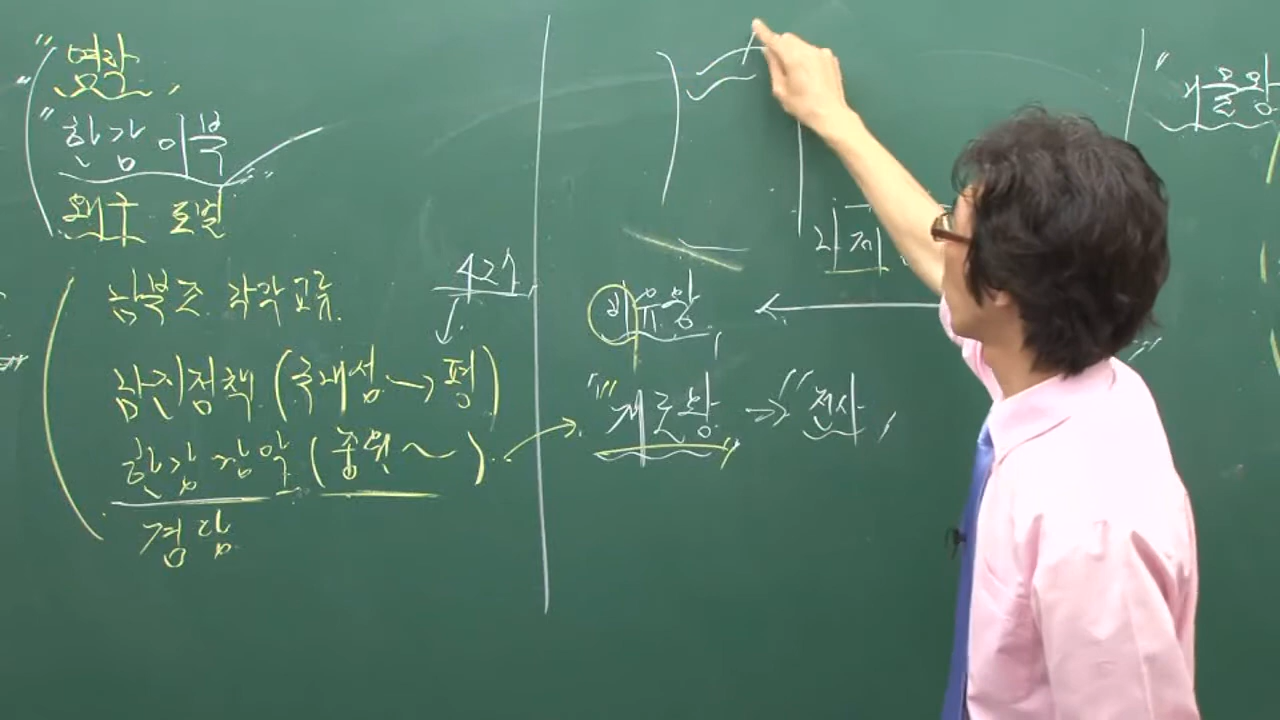 "영락"
"한강 이북"
왜구 토벌
남북조 각각 교류
남진정책 (국내성 → 평)
한강 장악 (중원~)
경당
427
비유왕
"개로왕 → "전사"
"개로왕